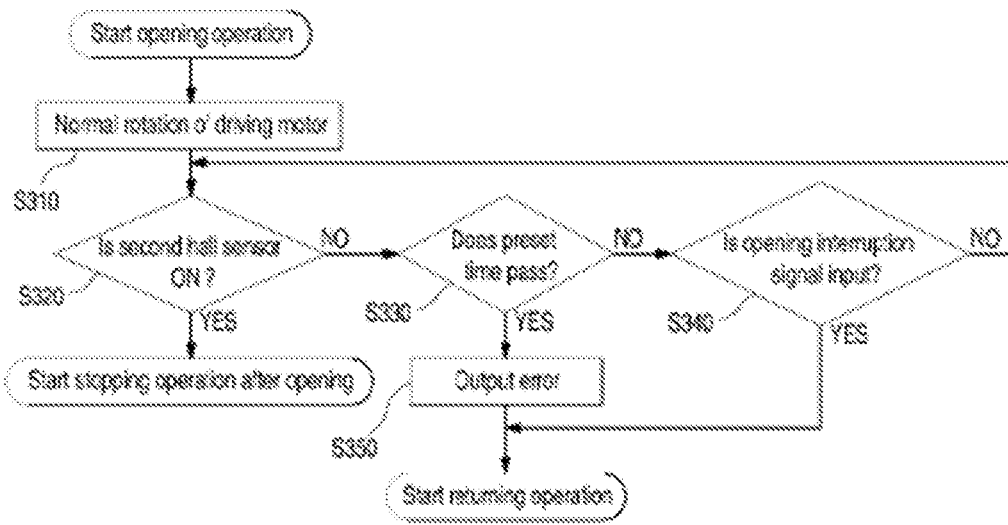 Start opening operation
Normal rotation of driving motor
S310
Is second hall sensor
ON ?
NO
S320
YES
Does preset
time pass?
NO
S330
YES
Is opening interruption
signal input?
NO
S340
YES
Start stopping operation after opening
Output error
S350
Start returning operation